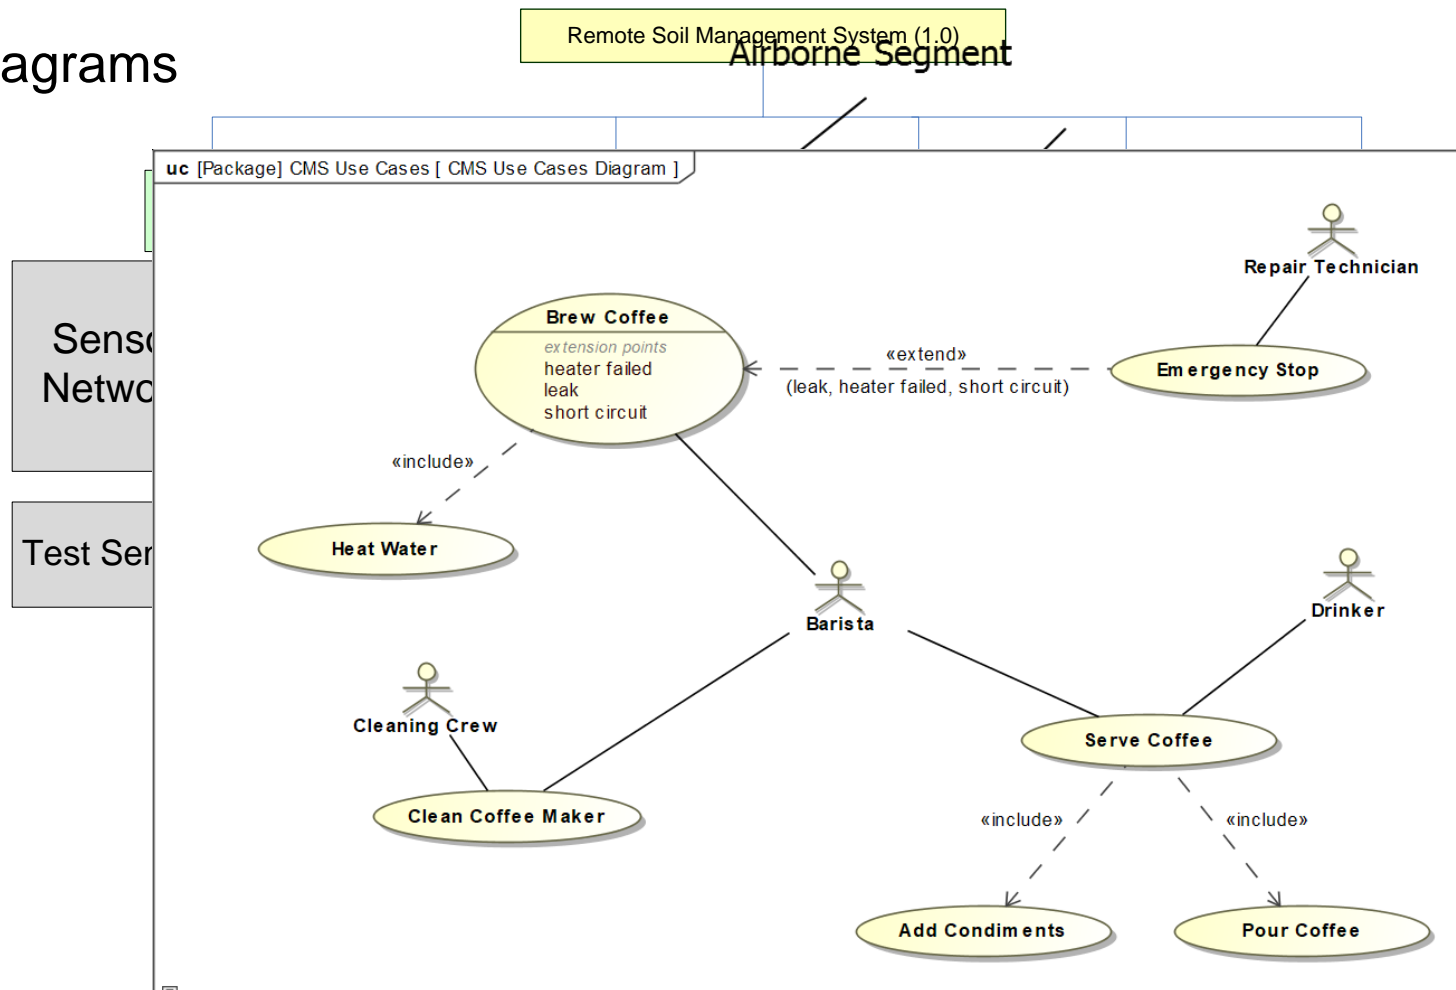 Remote Soil Management System (1.0)
Airborne Segment
agrams
uc [Package] CMS Use Cases [ CMS Use Cases Diagram ]
Repair Technician
Brew Coffee
extension points
heater failed
leak
short circuit
«extend»
(leak, heater failed, short circuit)
Emergency Stop
Senso
Netwo
«include»
Heat Water
Test Ser
Barista
Drinker
Cleaning Crew
Serve Coffee
Clean Coffee Maker
«include»
«include»
Add Condiments
Pour Coffee